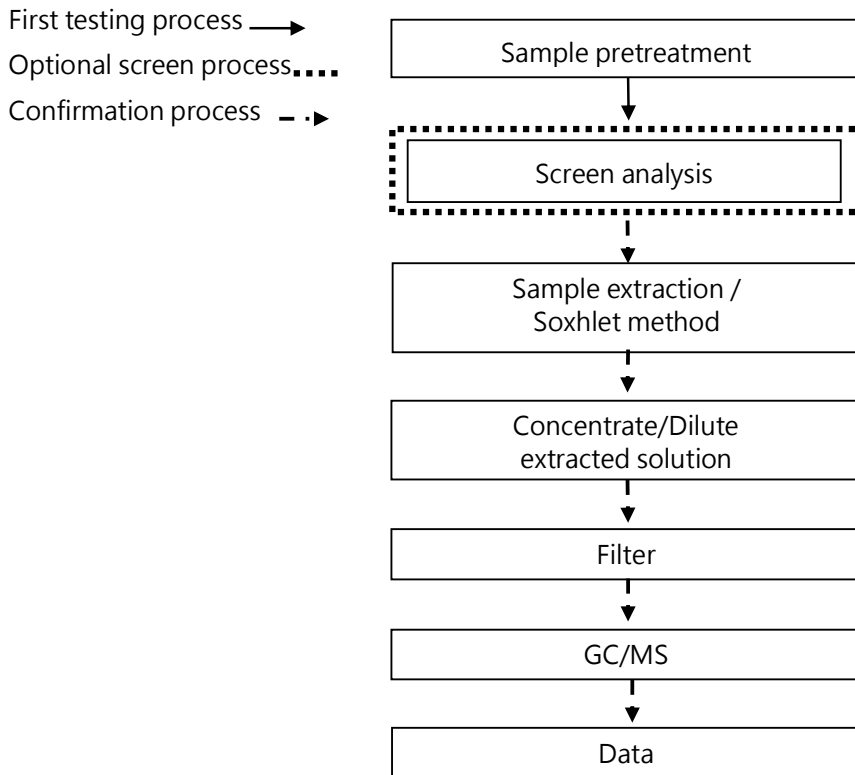 First testing process
Optional screen process
Confirmation process
Sample pretreatment
Screen analysis
Sample extraction /
Soxhlet method
Concentrate/Dilute
extracted solution
Filter
GC/MS
Data